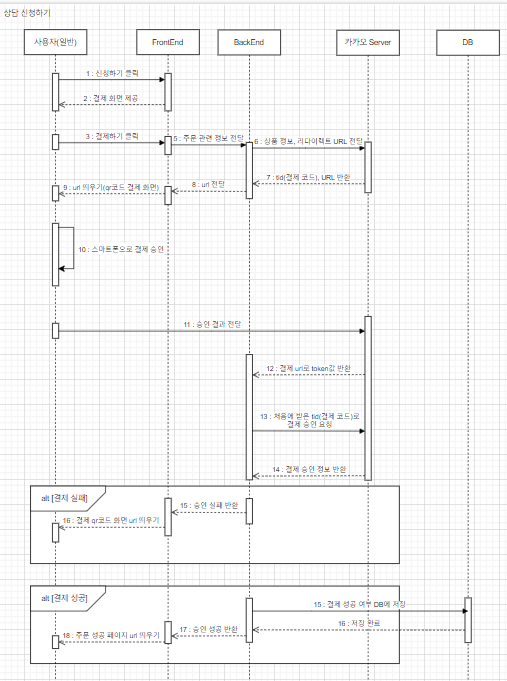 상담 신청하기
사용자(일반)
FrontEnd
BackEnd
카카오 Server
DB
1 : 신청하기 클릭
2 : 결제 화면 제공
3 : 결제하기 클릭
5 : 주문 관련 정보 전달
6 : 상품 정보, 리다이렉트 URL 전달
7 : tid(결제 코드), URL 반환
8 : url 전달
9 : url 띄우기(qr코드 결제 화면)
10 : 스마트폰으로 결제 승인
11 : 승인 결과 전달
12 : 결제 url로 token값 반환
13 : 처음에 받은 tid(결제 코드)로
결제 승인 요청
14 : 결제 승인 정보 반환
alt [결제 실패]
15 : 승인 실패 반환
16 : 결제 qr코드 화면 url 띄우기
alt [결제 성공]
15 : 결제 성공 여부 DB에 저장
16 : 저장 완료
17 : 승인 성공 반환
18 : 주문 성공 페이지 url 띄우기